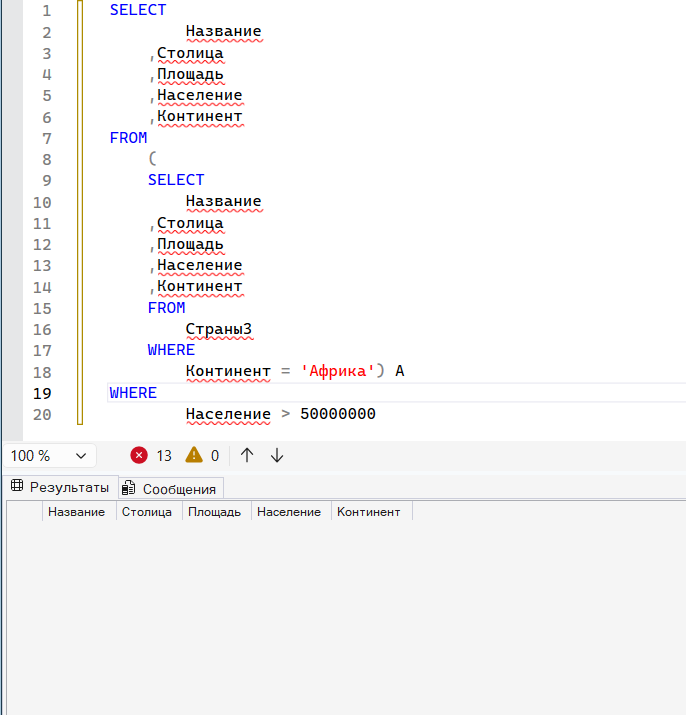 1 SELECT
2 Название
3 ,Столица
4 ,Площадь
5 ,Население
6 ,Континент
7 FROM
8 (
9 SELECT
10 Название
11 ,Столица
12 ,Площадь
13 ,Население
14 ,Континент
15 FROM
16 Страны3
17 WHERE
18 Континент = 'Африка') A
19 WHERE
20 Население > 50000000
100 % 13 0
Результаты Сообщения
Название Столица Площадь Население Континент